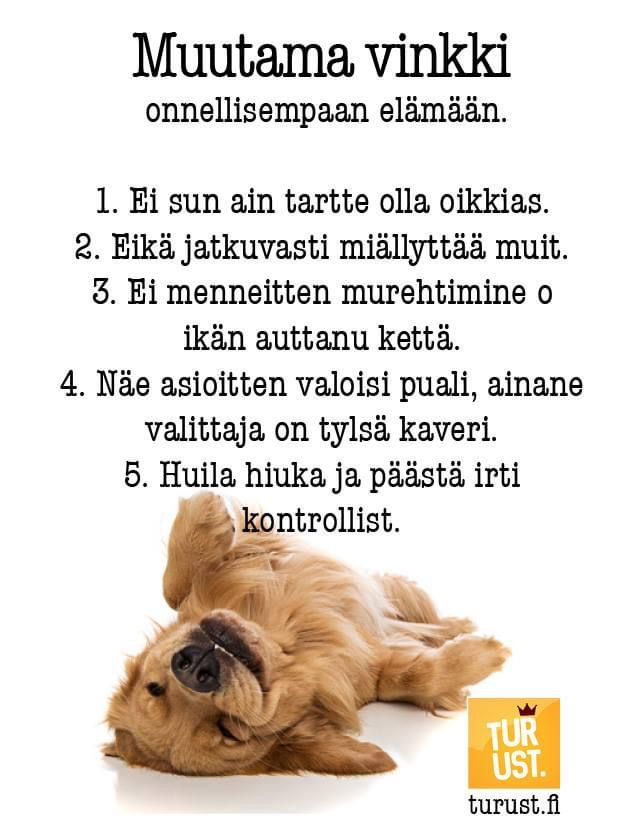 Muutama vinkki
onnellisempaan elämään.
1. Ei sun ain tartte olla oikkias.
2. Eikä jatkuvasti miällyttää muit.
3. Ei menneitten murehtimine o
ikän auttanu kettä.
4. Näe asioitten valoisi puali, ainane
valittaja on tylsä kaveri.
5. Huila hiuka ja päästä irti
kontrollist.
TUR
UST.
turust.fi